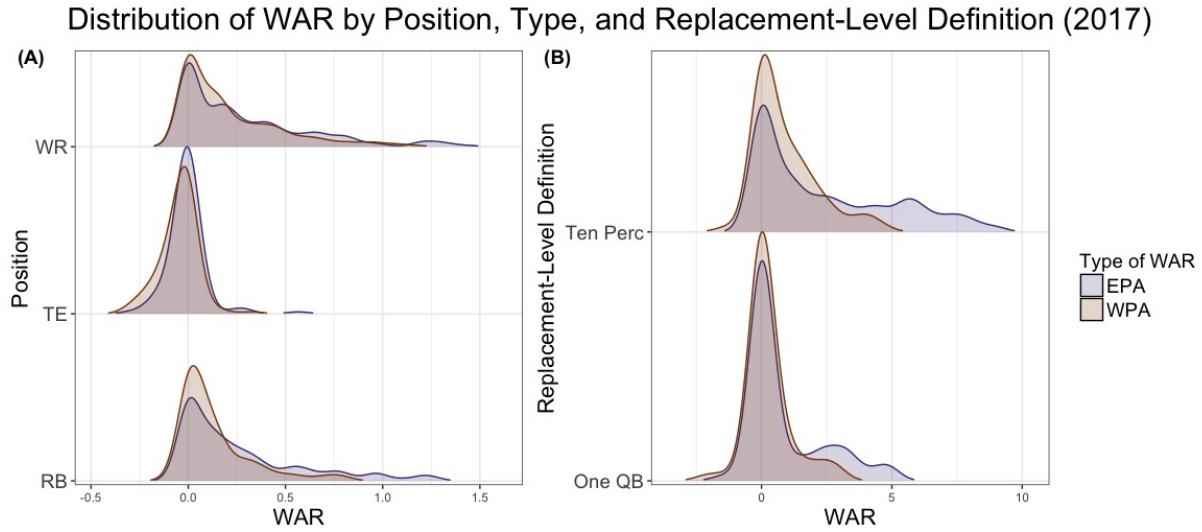 Distribution of WAR by Position, Type, and Replacement-Level Definition (2017)
(A)
Position
WR
TE
RB
-0.5 0.0 0.5 1.0 1.5
WAR
(B)
Replacement-Level Definition
Ten Perc
One QB
0 5 10
WAR
Type of WAR
EPA
WPA